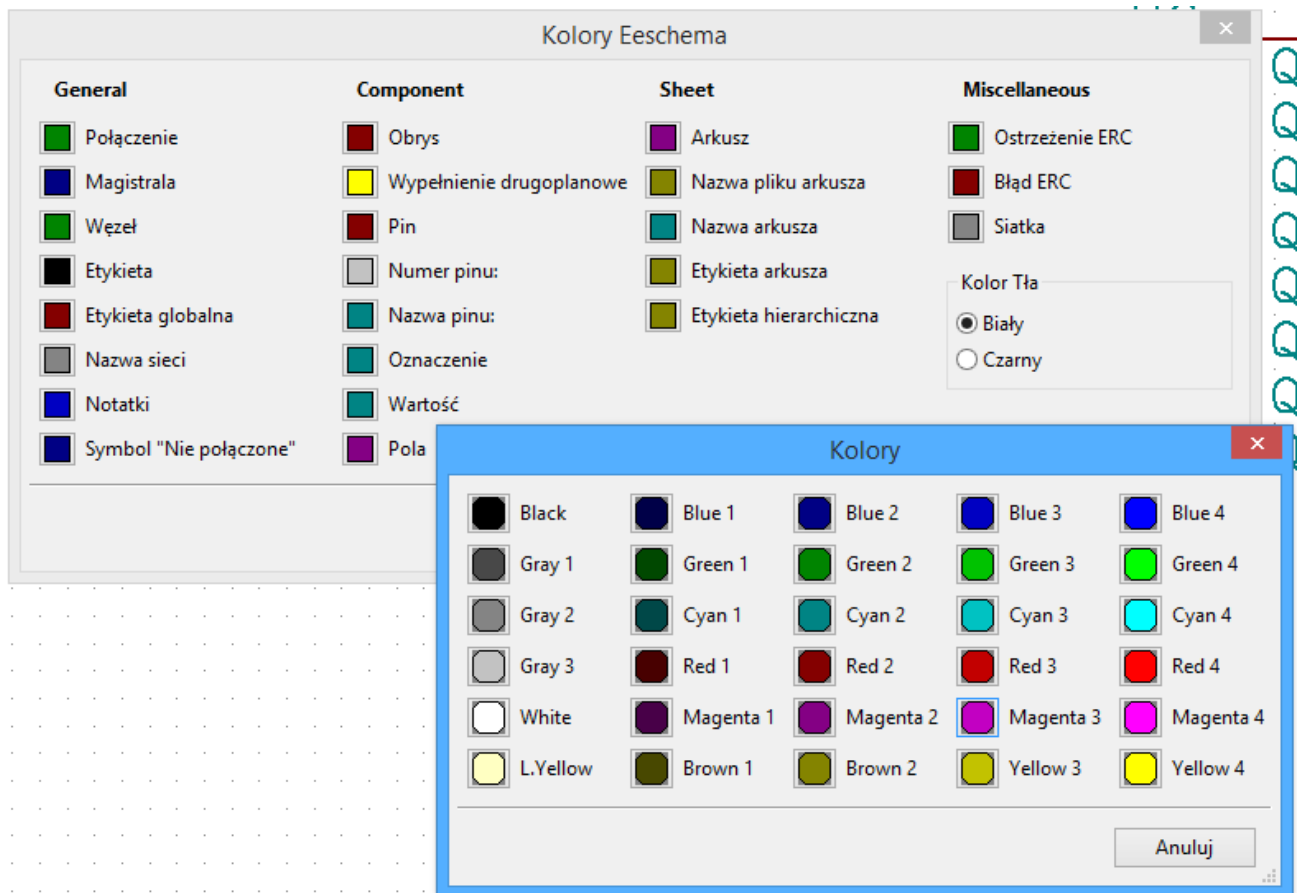 Kolory Eeschema
General
Component
Sheet
Miscellaneous
Połączenie
Obrys
Arkusz
Ostrzeżenie ERC
Magistrala
Wypełnienie drugoplanowe
Nazwa pliku arkusza
Błąd ERC
Węzeł
Pin
Nazwa arkusza
Siatka
Etykieta
Numer pinu:
Etykieta arkusza
Kolor Tła
Etykieta globalna
Nazwa pinu:
Etykieta hierarchiczna
Biały
Nazwa sieci
Oznaczenie
Czarny
Notatki
Wartość
Symbol "Nie połączone"
Pola
Kolory
Black
Blue 1
Blue 2
Blue 3
Blue 4
Gray 1
Green 1
Green 2
Green 3
Green 4
Gray 2
Cyan 1
Cyan 2
Cyan 3
Cyan 4
Gray 3
Red 1
Red 2
Red 3
Red 4
White
Magenta 1
Magenta 2
Magenta 3
Magenta 4
L.Yellow
Brown 1
Brown 2
Yellow 3
Yellow 4
Anuluj
Q
Q
Q
Q
Q
Q
Q